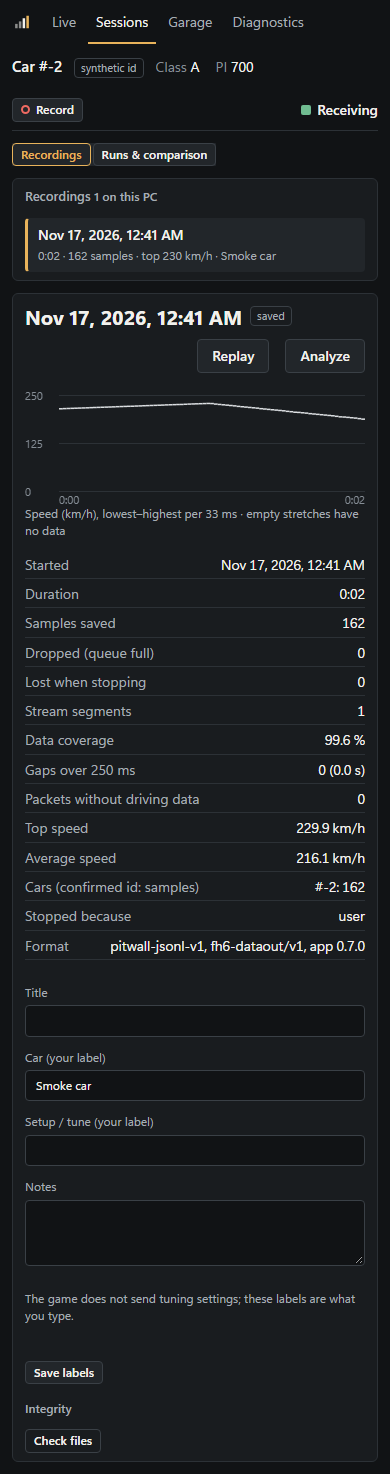 Live Sessions Garage Diagnostics
Car #-2 synthetic id Class A PI 700
Record Receiving
Recordings Runs & comparison
Recordings 1 on this PC
Nov 17, 2026, 12:41 AM
0:02 · 162 samples · top 230 km/h · Smoke car
Nov 17, 2026, 12:41 AM saved
Replay Analyze
250
125
0
0:00 0:02
Speed (km/h), lowest–highest per 33 ms · empty stretches have
no data
Started Nov 17, 2026, 12:41 AM
Duration 0:02
Samples saved 162
Dropped (queue full) 0
Lost when stopping 0
Stream segments 1
Data coverage 99.6 %
Gaps over 250 ms 0 (0.0 s)
Packets without driving data 0
Top speed 229.9 km/h
Average speed 216.1 km/h
Cars (confirmed id: samples) #-2: 162
Stopped because user
Format pitwall-jsonl-v1, fh6-dataout/v1, app 0.7.0
Title
Car (your label)
Smoke car
Setup / tune (your label)
Notes
The game does not send tuning settings; these labels are what
you type.
Save labels
Integrity
Check files